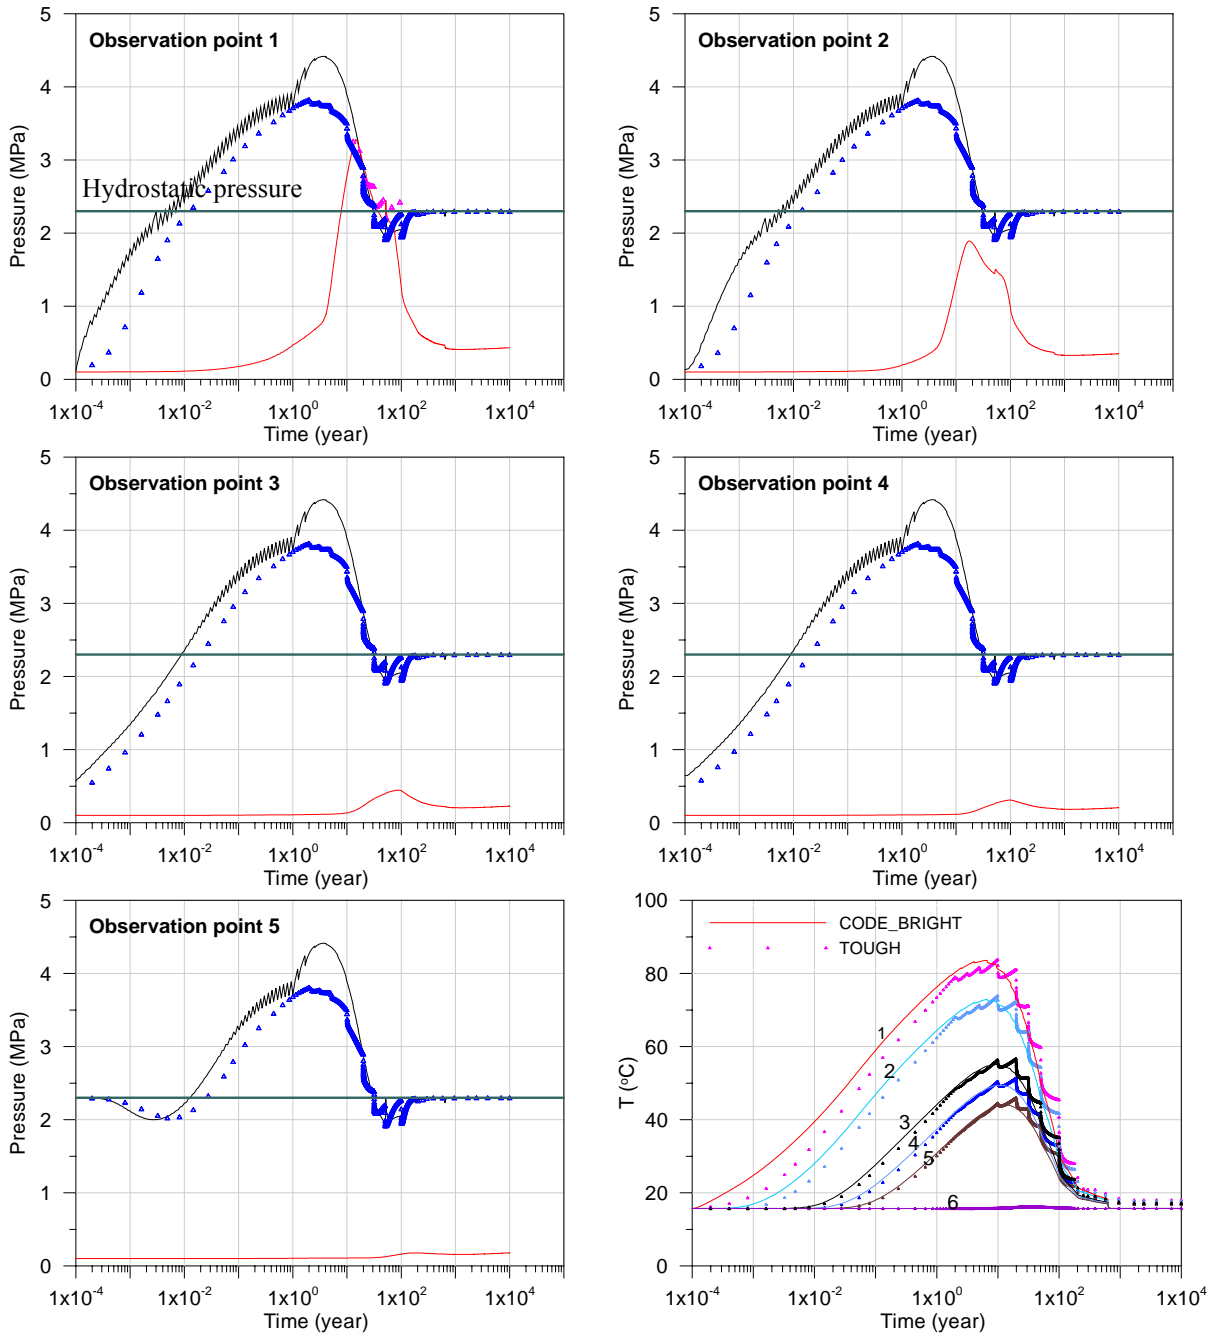 Observation point 1
Hydrostatic pressure
Pressure (MPa)
5
4
3
2
1
0
1x10-4 1x10-2 1x100 1x102 1x104
Time (year)
Observation point 2
Pressure (MPa)
5
4
3
2
1
0
1x10-4 1x10-2 1x100 1x102 1x104
Time (year)
Observation point 3
Pressure (MPa)
5
4
3
2
1
0
1x10-4 1x10-2 1x100 1x102 1x104
Time (year)
Observation point 4
Pressure (MPa)
5
4
3
2
1
0
1x10-4 1x10-2 1x100 1x102 1x104
Time (year)
Observation point 5
Pressure (MPa)
5
4
3
2
1
0
1x10-4 1x10-2 1x100 1x102 1x104
Time (year)
CODE_BRIGHT
TOUGH
T (oC)
100
80
60
40
20
0
1
2
3
4
5
6
1x10-4 1x10-2 1x100 1x102 1x104
Time (year)